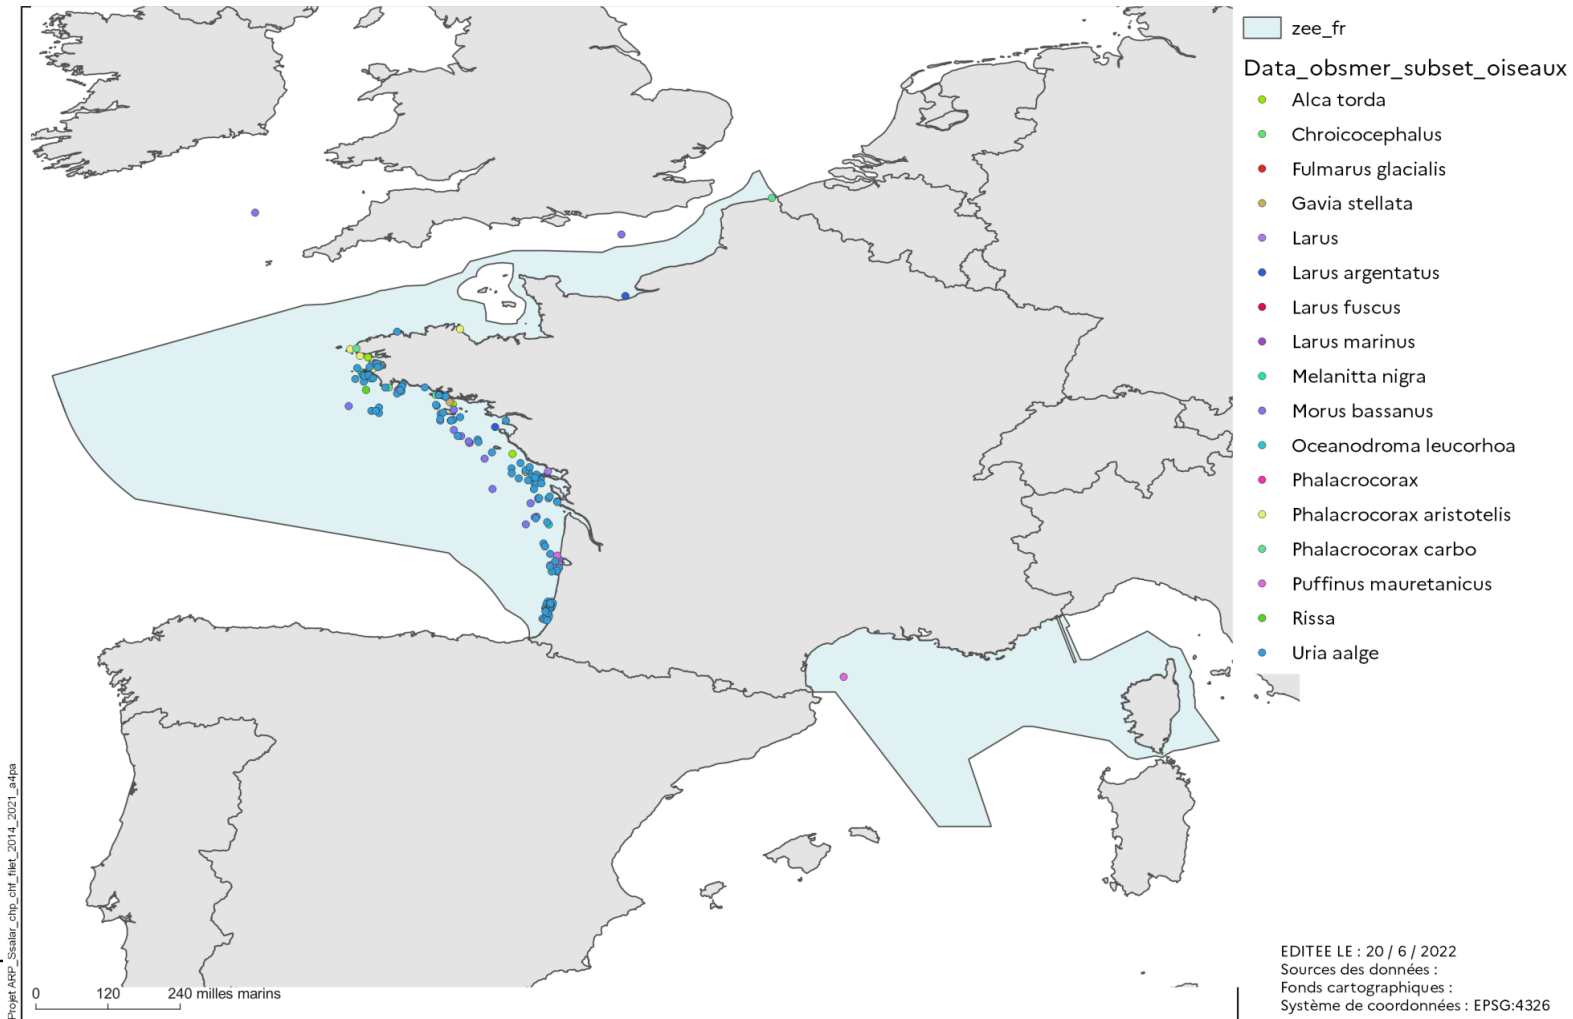 zee_fr
Data_obsmer_subset_oiseaux
Alca torda
Chroicocephalus
Fulmarus glacialis
Gavia stellata
Larus
Larus argentatus
Larus fuscus
Larus marinus
Melanitta nigra
Morus bassanus
Oceanodroma leucorhoa
Phalacrocorax
Phalacrocorax aristotelis
Phalacrocorax carbo
Puffinus mauretanicus
Rissa
Uria aalge
Projet ARP_Ssalar_chp_chf_filet_2014_2021_a4pa
0 120 240 milles marins
EDITEE LE : 20 / 6 / 2022
Sources des données :
Fonds cartographiques :
Système de coordonnées : EPSG:4326